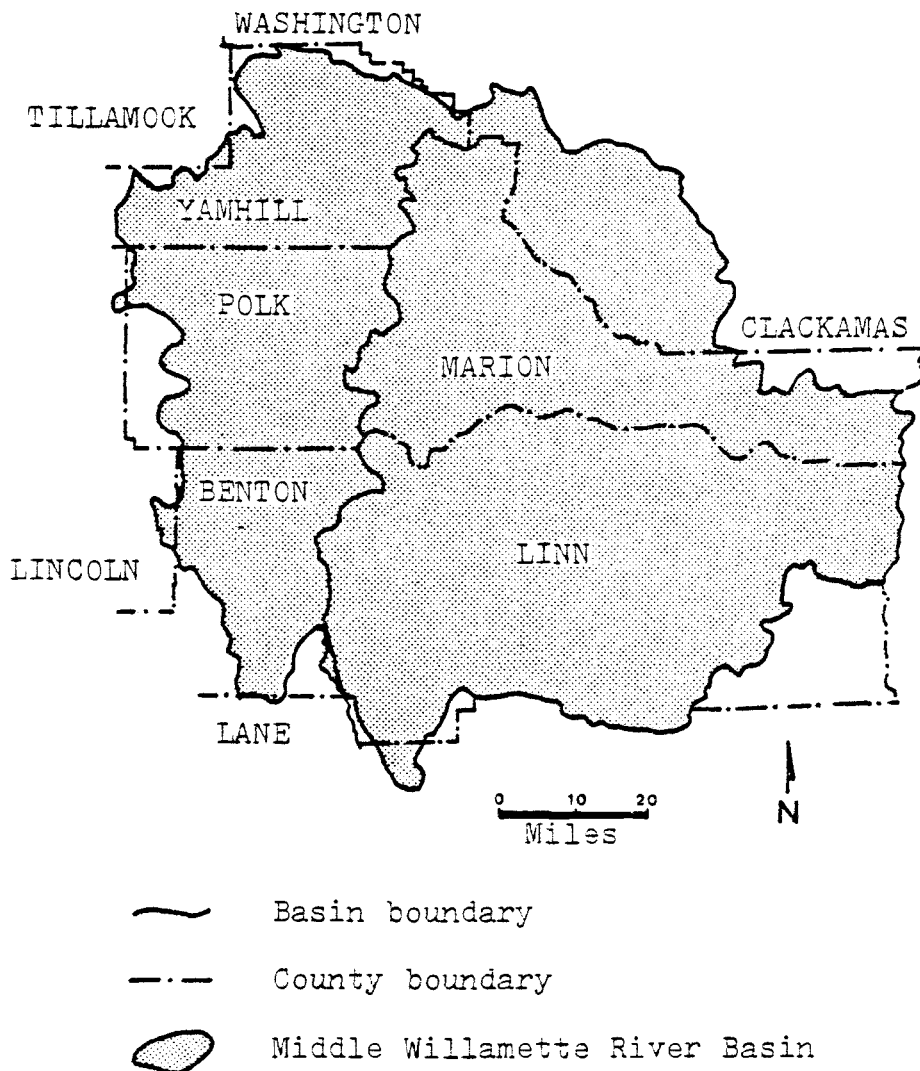 WASHINGTON
TILLAMOOK
YAMHILL
POLK
CLACKAMAS
MARION
BENTON
LINN
LINCOLN
LANE
0 10 20
Miles
N
Basin boundary
County boundary
Middle Willamette River Basin